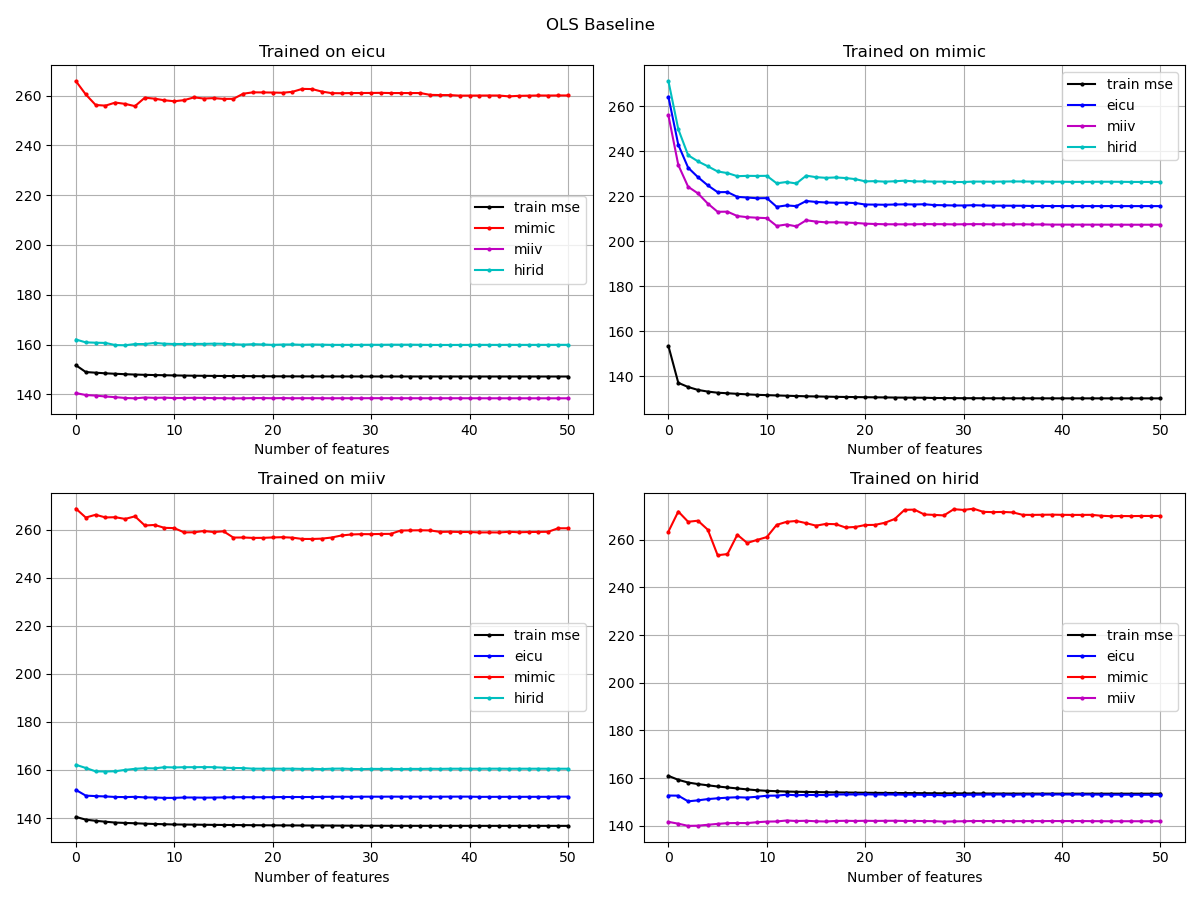 OLS Baseline
Trained on eicu
260
240
220
200
180
160
140
0 10 20 30 40 50
Number of features
train mse
mimic
miiv
hirid
Trained on mimic
260
240
220
200
180
160
140
0 10 20 30 40 50
Number of features
train mse
eicu
miiv
hirid
Trained on miiv
260
240
220
200
180
160
140
0 10 20 30 40 50
Number of features
train mse
eicu
mimic
hirid
Trained on hirid
260
240
220
200
180
160
140
0 10 20 30 40 50
Number of features
train mse
eicu
mimic
miiv